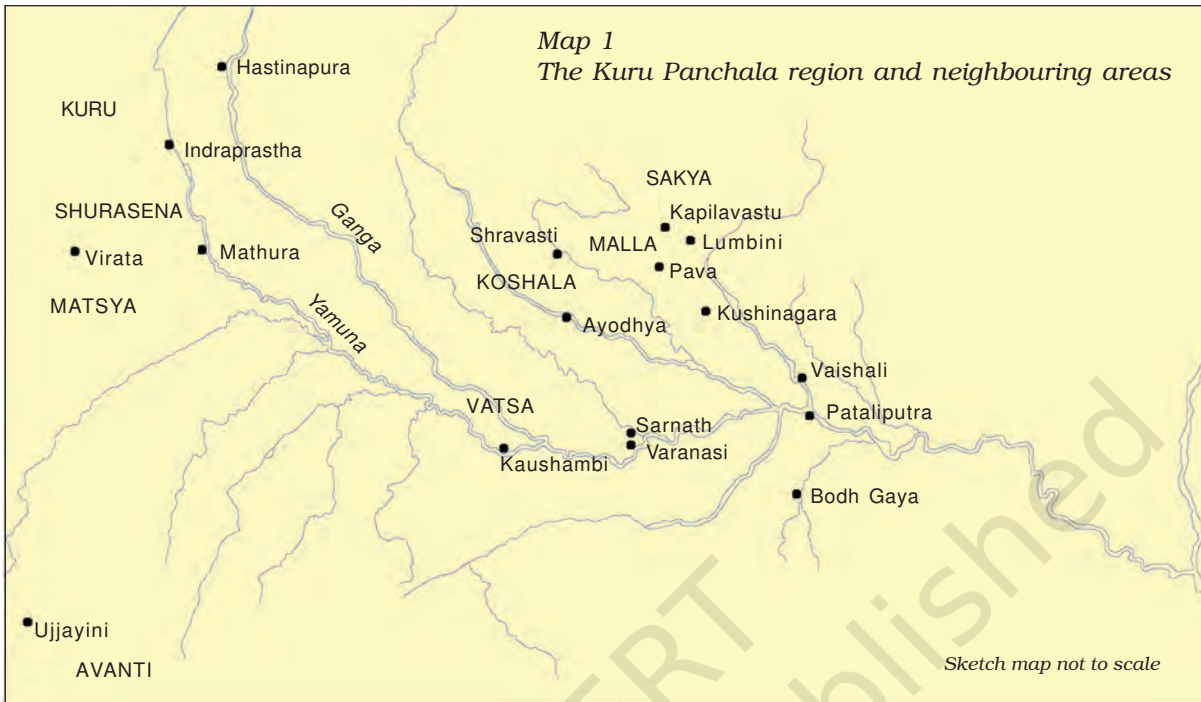 Map 1
The Kuru Panchala region and neighbouring areas
Hastinapura
KURU
Indraprastha
SAKYA
Kapilavastu
SHURASENA
Ganga
Shravasti
MALLA
Lumbini
Virata
Mathura
Pava
KOSHALA
MATSYA
Yamuna
Ayodhya
Kushinagara
Vaishali
VATSA
Pataliputra
Sarnath
Varanasi
Kaushambi
Bodh Gaya
Ujjayini
AVANTI
Sketch map not to scale